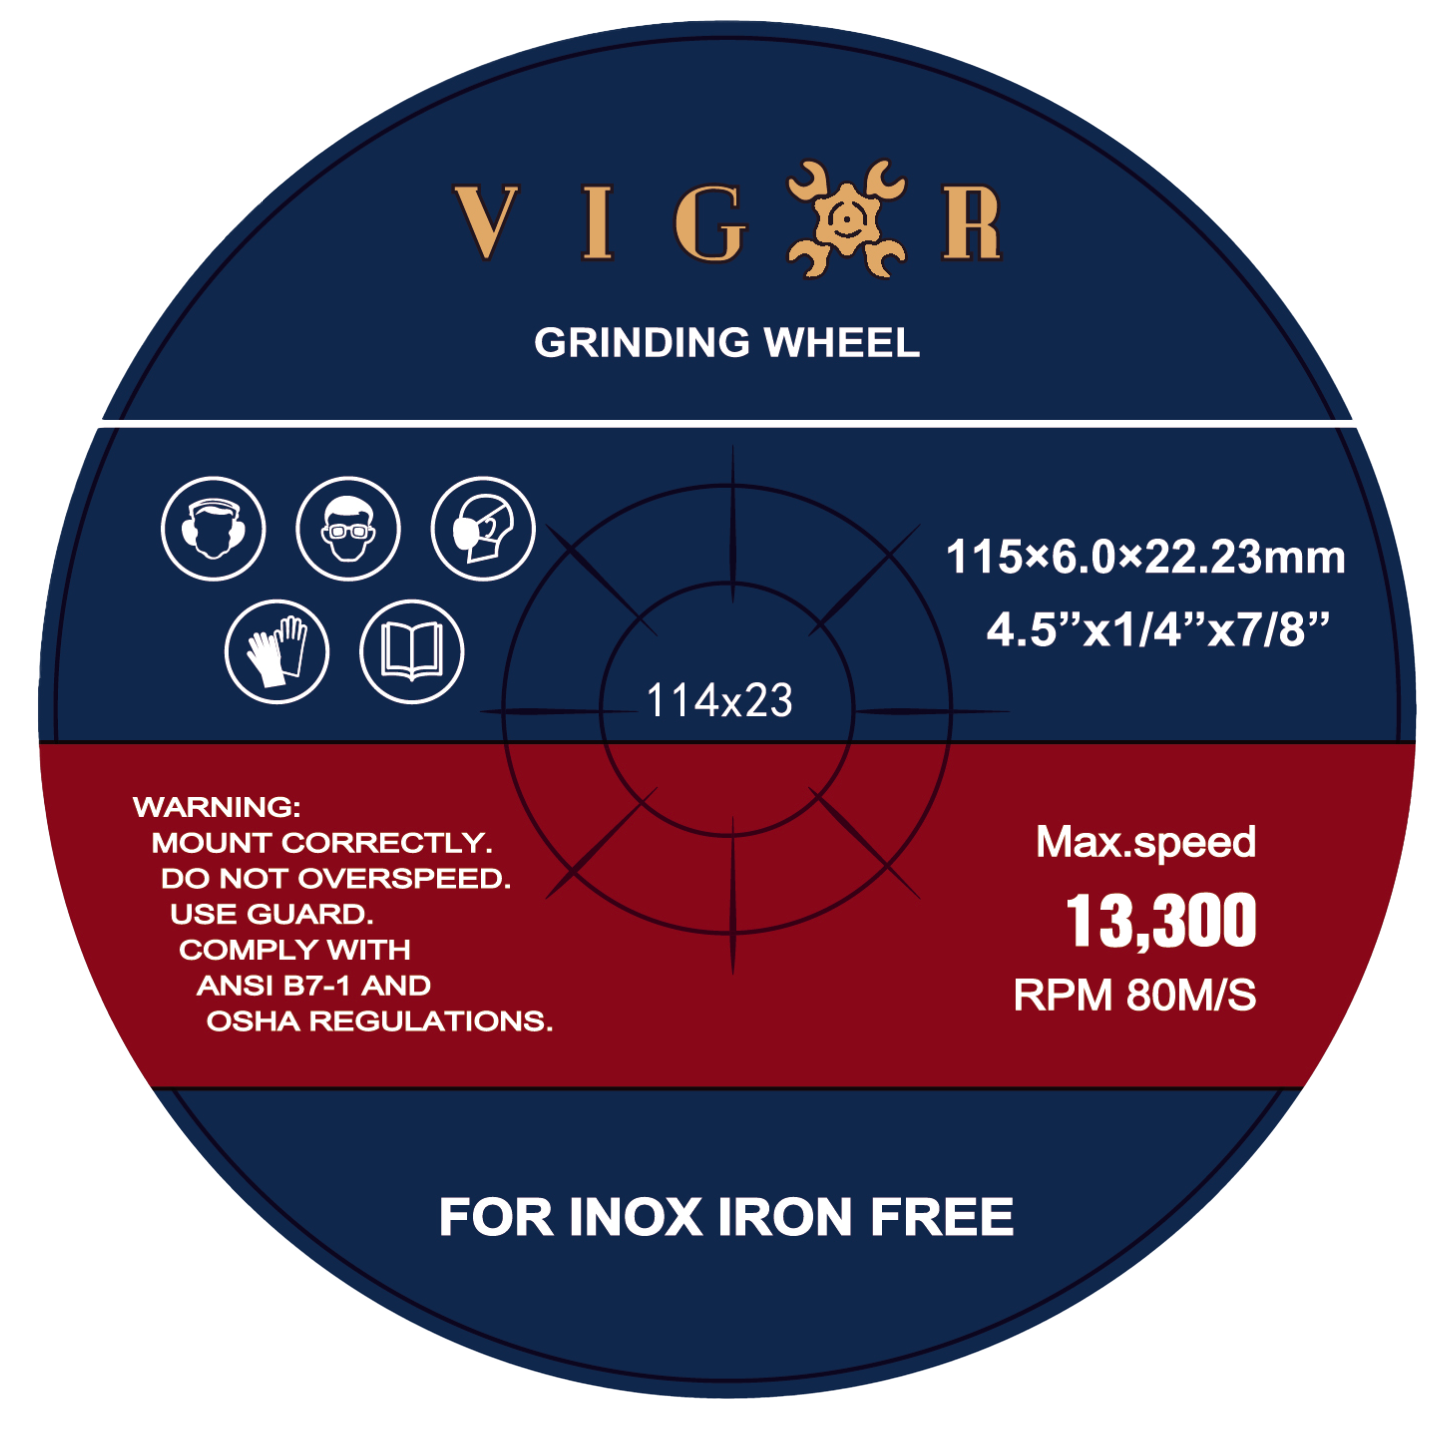 VIGOR
GRINDING WHEEL
115×6.0×22.23mm
4.5”x1/4”x7/8”
114x23
WARNING:
MOUNT CORRECTLY.
DO NOT OVERSPEED.
USE GUARD.
COMPLY WITH
ANSI B7-1 AND
OSHA REGULATIONS.
Max.speed
13,300
RPM 80M/S
FOR INOX IRON FREE